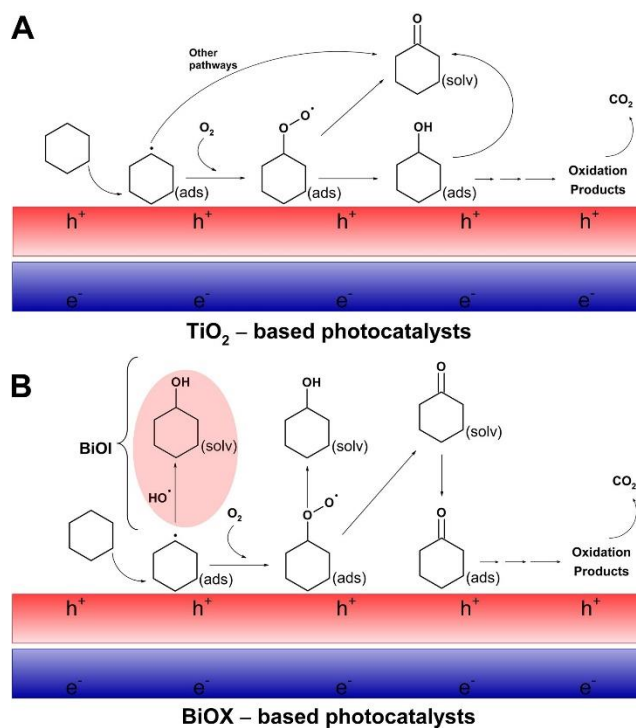 A
O
Other
pathways
(solv)
CO2
O2
O
O•
OH
•
(ads)
(ads)
(ads)
Oxidation
Products
h+ h+ h+ h+ h+
e- e- e- e- e-
TiO2 – based photocatalysts
B
OH
OH
O
BiOI
(solv)
(solv)
(solv)
HO•
O2
O
O•
O
CO2
•
(ads)
(ads)
(ads)
Oxidation
Products
h+ h+ h+ h+ h+
e- e- e- e- e-
BiOX – based photocatalysts